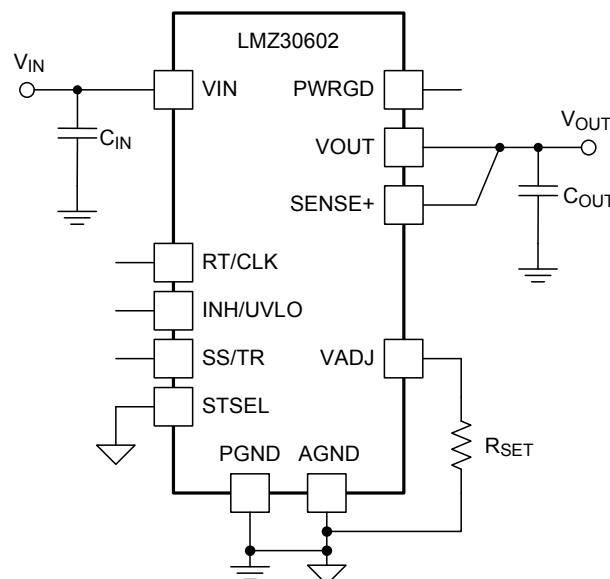 LMZ30602
VIN
VIN
PWRGD
CIN
VOUT
VOUT
SENSE+
COUT
RT/CLK
INH/UVLO
SS/TR
VADJ
STSEL
PGND
AGND
RSET